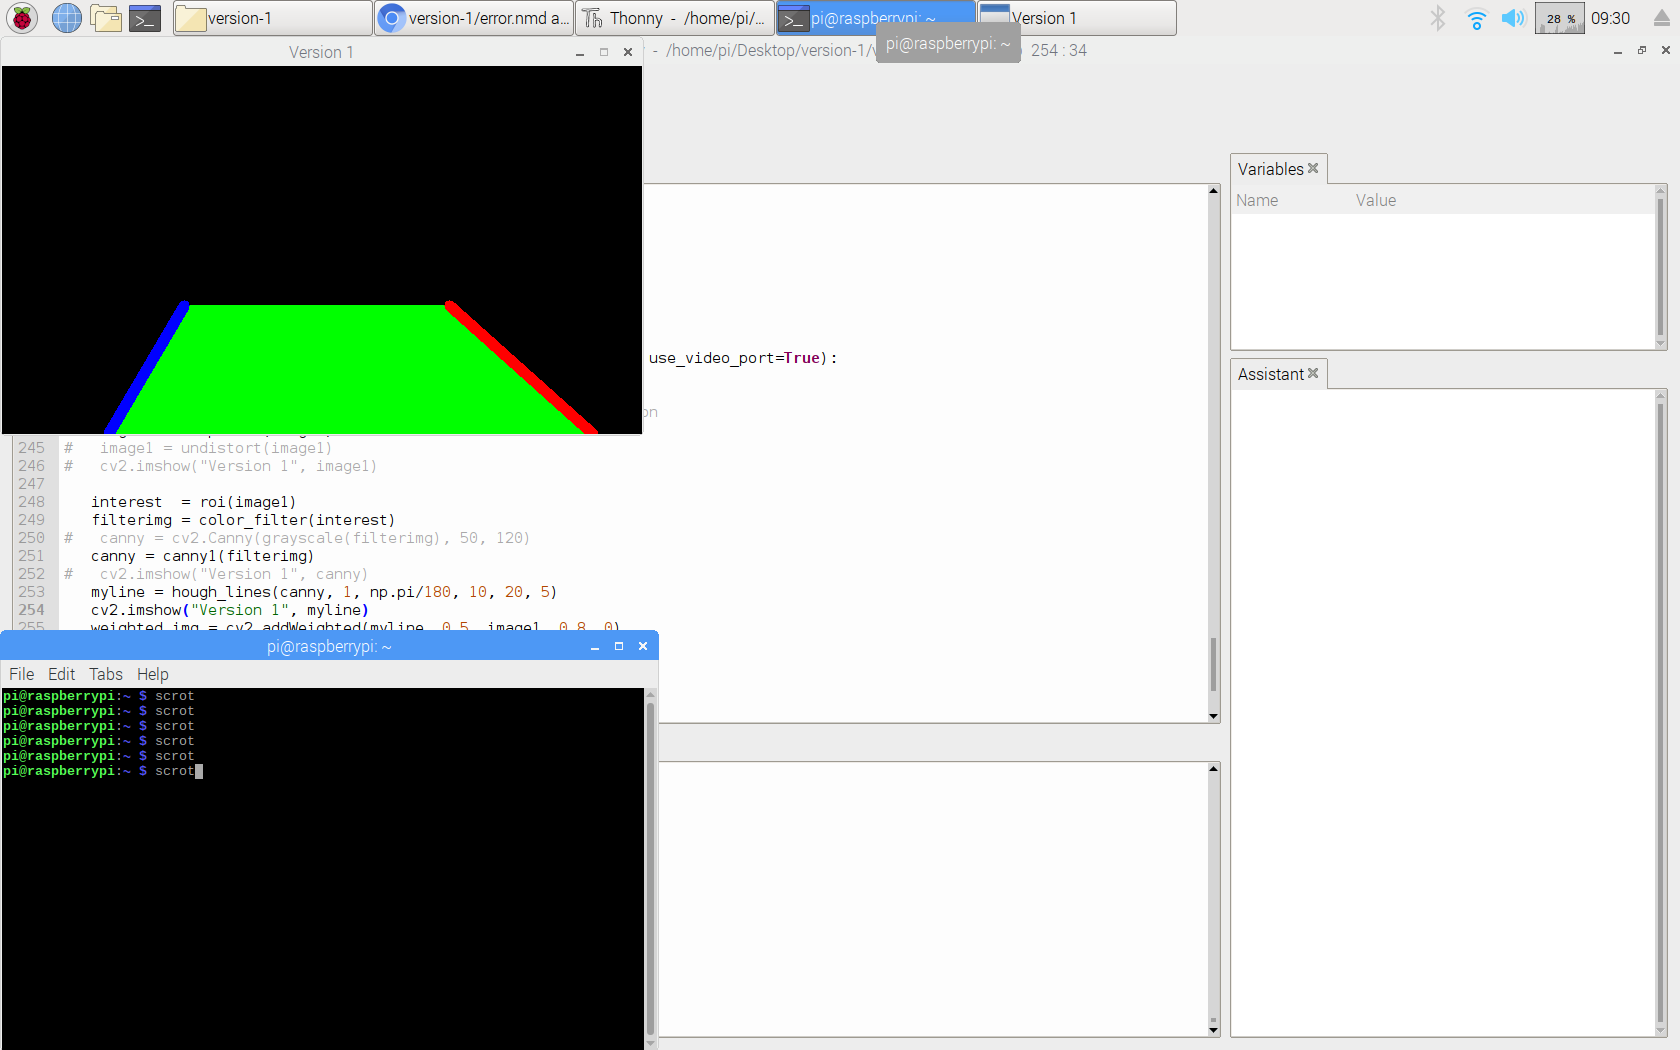 version-1
version-1/error.nmd a...
Thonny - /home/pi/...
pi@raspberrypi: ~
Version 1
28 %
09:30
pi@raspberrypi: ~
Version 1
- /home/pi/Desktop/version-1/
254 : 34
Variables
Name Value
use_video_port=True):
Assistant
on
245 #   image1 = undistort(image1)
246 #   cv2.imshow("Version 1", image1)
247
248    interest  = roi(image1)
249    filterimg = color_filter(interest)
250 #   canny = cv2.Canny(grayscale(filterimg), 50, 120)
251    canny = canny1(filterimg)
252 #   cv2.imshow("Version 1", canny)
253    myline = hough_lines(canny, 1, np.pi/180, 10, 20, 5)
254    cv2.imshow("Version 1", myline)
255    weighted_img = cv2.addWeighted(myline, 0.5, image1, 0.8, 0)
pi@raspberrypi: ~
File Edit Tabs Help
pi@raspberrypi:~ $ scrot
pi@raspberrypi:~ $ scrot
pi@raspberrypi:~ $ scrot
pi@raspberrypi:~ $ scrot
pi@raspberrypi:~ $ scrot
pi@raspberrypi:~ $ scrot